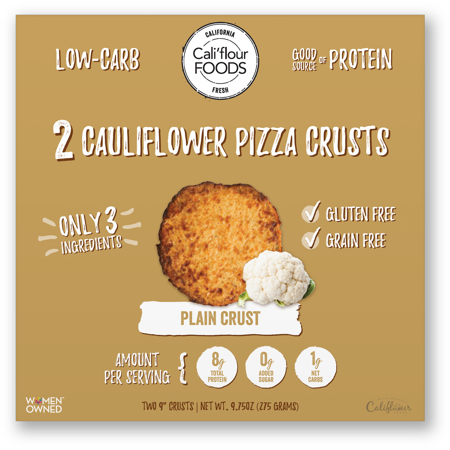 CALIFORNIA
Cali'flour
FOODS
FRESH
LOW-CARB
GOOD SOURCE OF PROTEIN
2 CAULIFLOWER PIZZA CRUSTS
ONLY 3
INGREDIENTS
GLUTEN FREE
GRAIN FREE
PLAIN CRUST
AMOUNT
PER SERVING
8g
TOTAL
PROTEIN
0g
ADDED
SUGAR
1g
NET
CARBS
WOMEN
OWNED
TWO 9" CRUSTS | NET WT. 9.75OZ (275 GRAMS)
Califlour